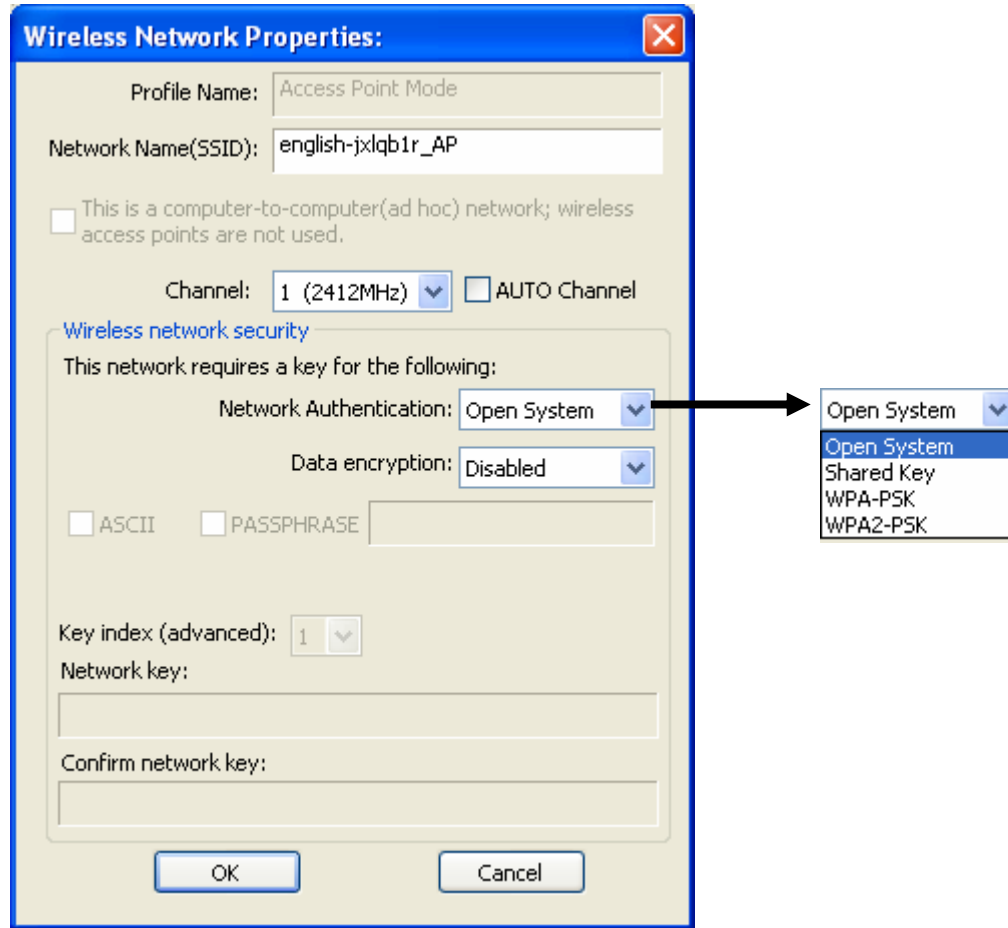 Wireless Network Properties:
Profile Name: Access Point Mode
Network Name(SSID): english-jxlqb1r_AP
This is a computer-to-computer(ad hoc) network; wireless
access points are not used.
Channel: 1 (2412MHz) AUTO Channel
Wireless network security
This network requires a key for the following:
Network Authentication: Open System
Data encryption: Disabled
ASCII PASSPHRASE
Key index (advanced): 1
Network key:
Confirm network key:
OK Cancel
Open System
Open System
Shared Key
WPA-PSK
WPA2-PSK